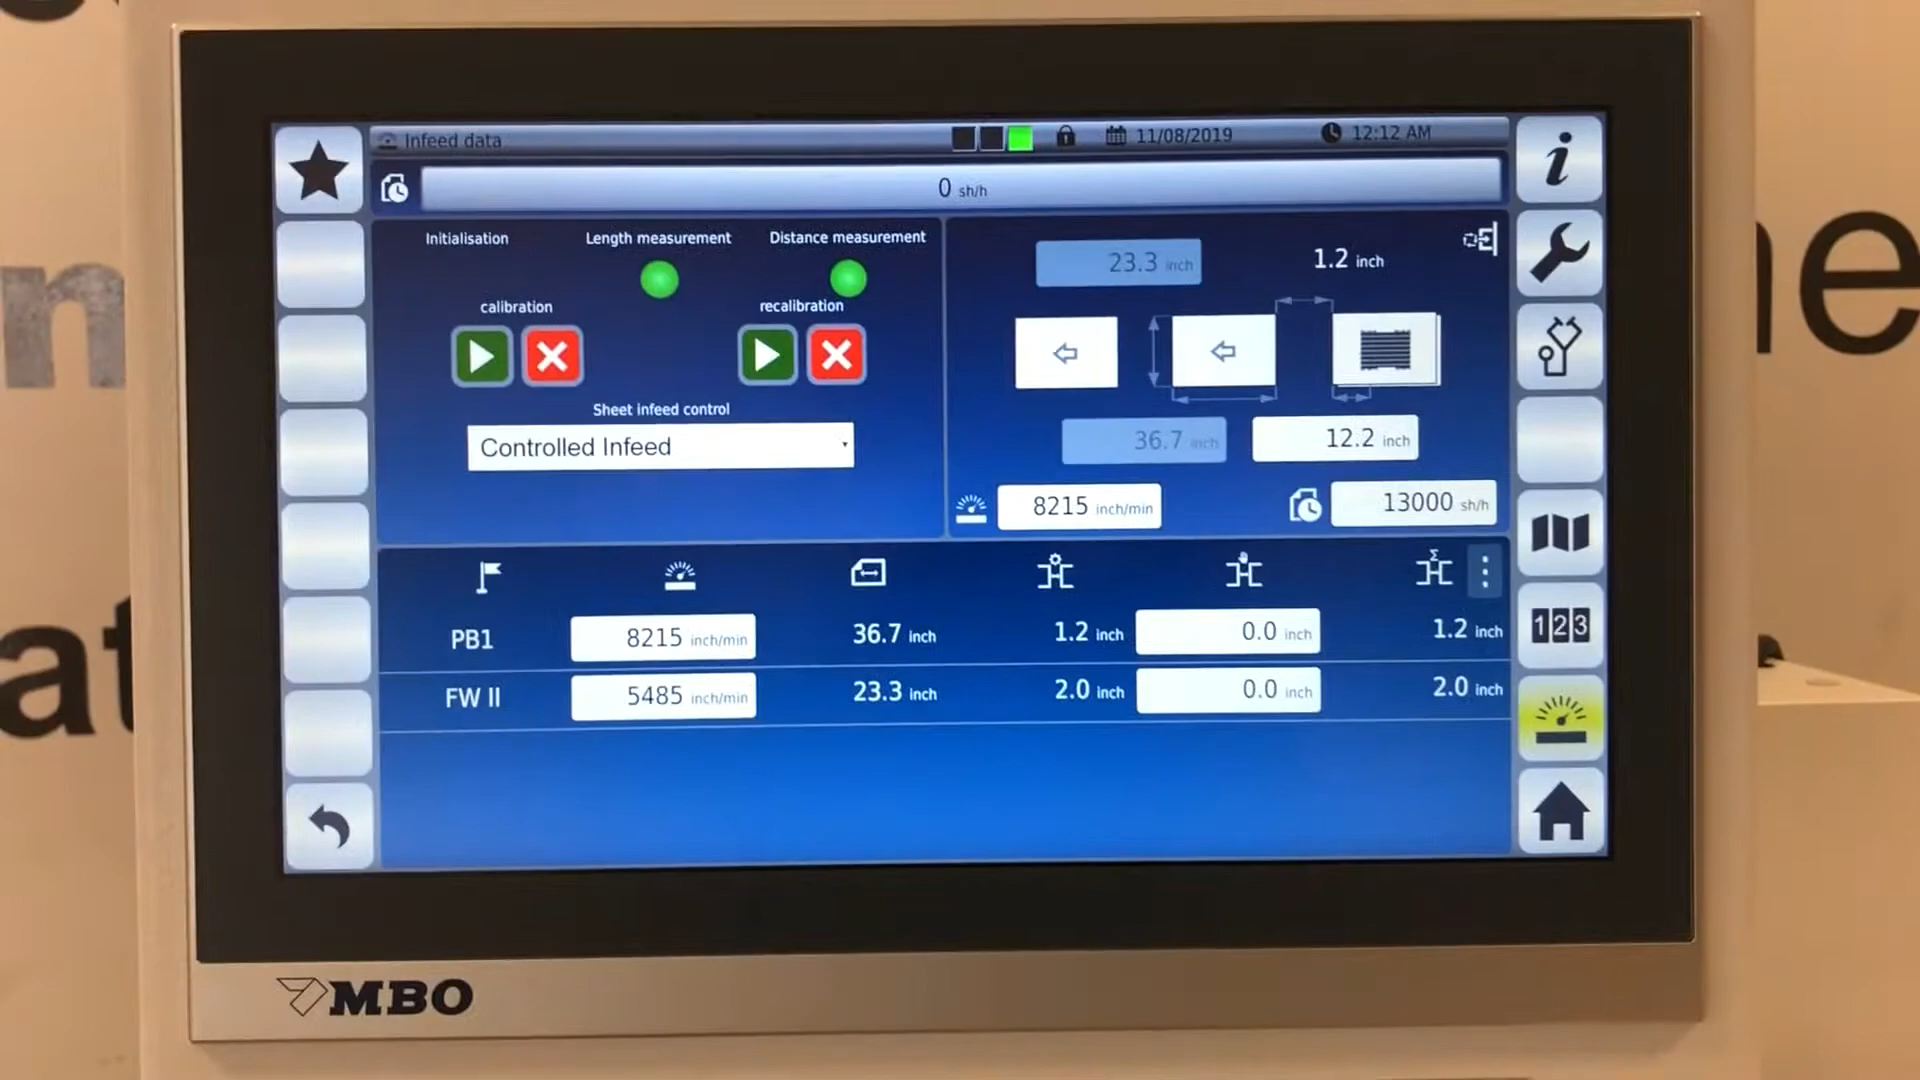 Infeed data 11/08/2019 12:12 AM
0 sh/h
Initialisation Length measurement Distance measurement
calibration recalibration
Sheet infeed control
Controlled Infeed
23.3 inch 1.2 inch
36.7 inch 12.2 inch
8215 inch/min 13000 sh/h
PB1 8215 inch/min 36.7 inch 1.2 inch 0.0 inch 1.2 inch
FW II 5485 inch/min 23.3 inch 2.0 inch 0.0 inch 2.0 inch
i
123
MBO
n
at
e